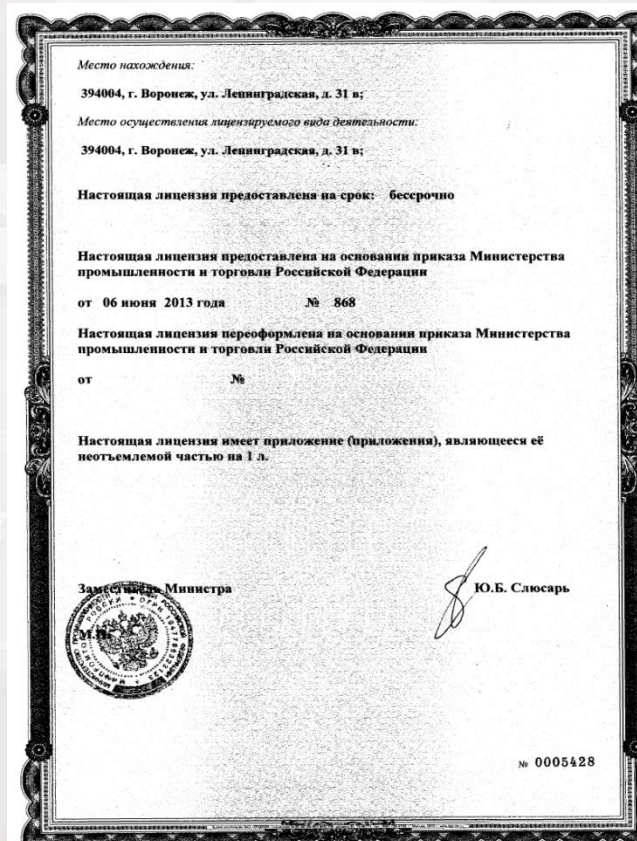 Место нахождения:
394004, г. Воронеж, ул. Ленинградская, д. 31 в;
Место осуществления лицензируемого вида деятельности:
394004, г. Воронеж, ул. Ленинградская, д. 31 в;
Настоящая лицензия предоставлена на срок: бессрочно
Настоящая лицензия предоставлена на основании приказа Министерства
промышленности и торговли Российской Федерации
от 06 июня 2013 года № 868
Настоящая лицензия переоформлена на основании приказа Министерства
промышленности и торговли Российской Федерации
от №
Настоящая лицензия имеет приложение (приложения), являющееся её
неотъемлемой частью на 1 л.
Заместитель Министра Ю.Б. Слюсарь
М.П.
№ 0005428